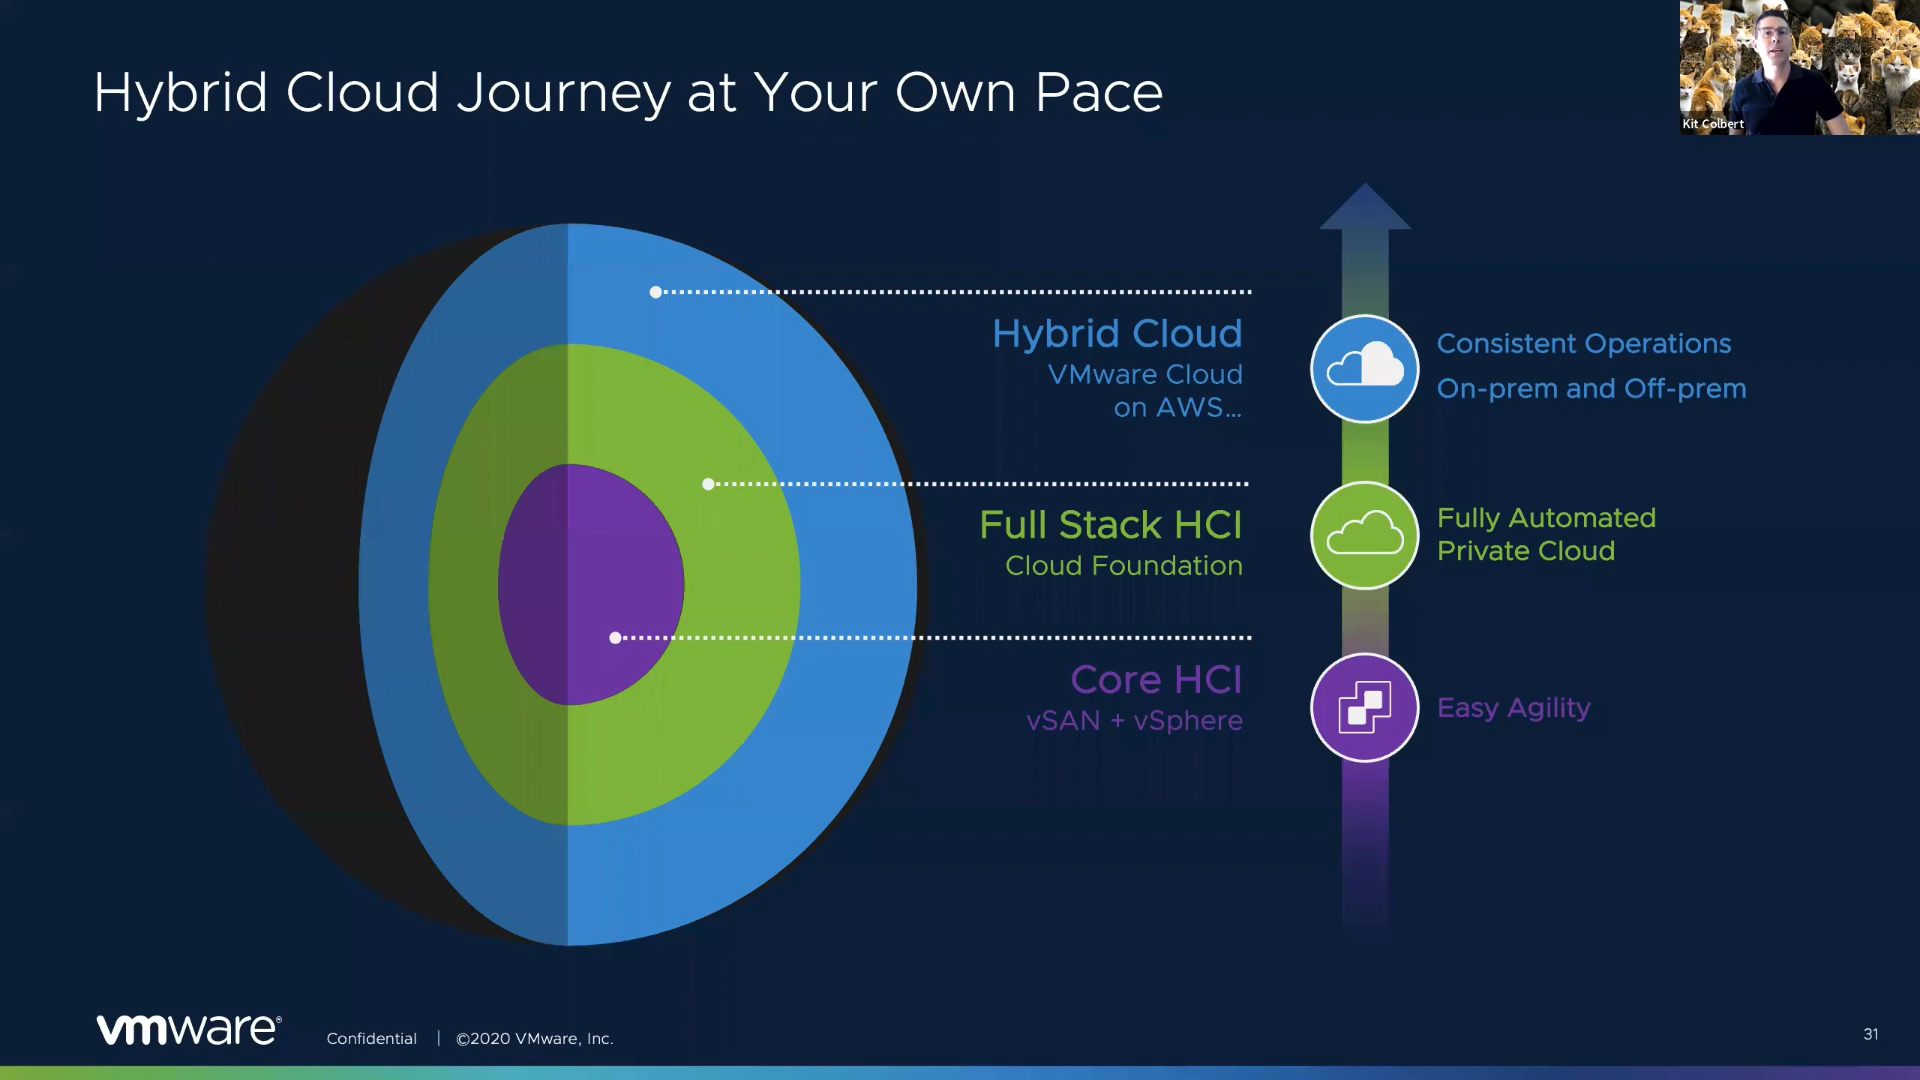 Hybrid Cloud Journey at Your Own Pace
Kit Colbert
Hybrid Cloud
VMware Cloud
on AWS...
Consistent Operations
On-prem and Off-prem
Full Stack HCI
Cloud Foundation
Fully Automated
Private Cloud
Core HCI
vSAN + vSphere
Easy Agility
vmware®
Confidential | ©2020 VMware, Inc.
31